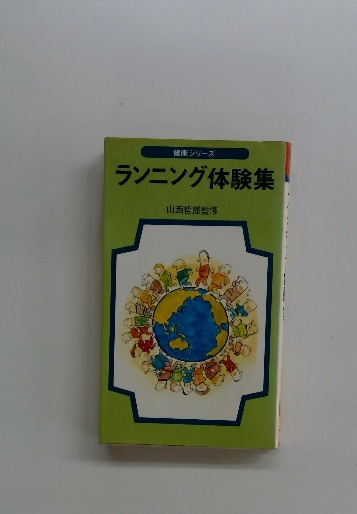 健康シリーズ
ランニング体験集
山西哲郎監修